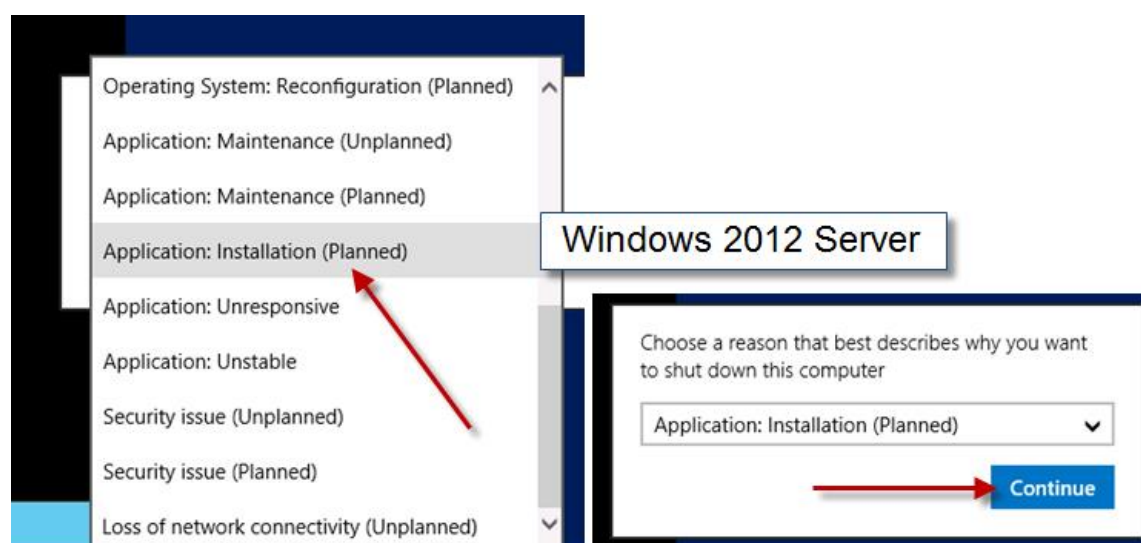 Operating System: Reconfiguration (Planned)
Application: Maintenance (Unplanned)
Application: Maintenance (Planned)
Application: Installation (Planned)
Application: Unresponsive
Application: Unstable
Security issue (Unplanned)
Security issue (Planned)
Loss of network connectivity (Unplanned)
Windows 2012 Server
Choose a reason that best describes why you want
to shut down this computer
Application: Installation (Planned)
Continue